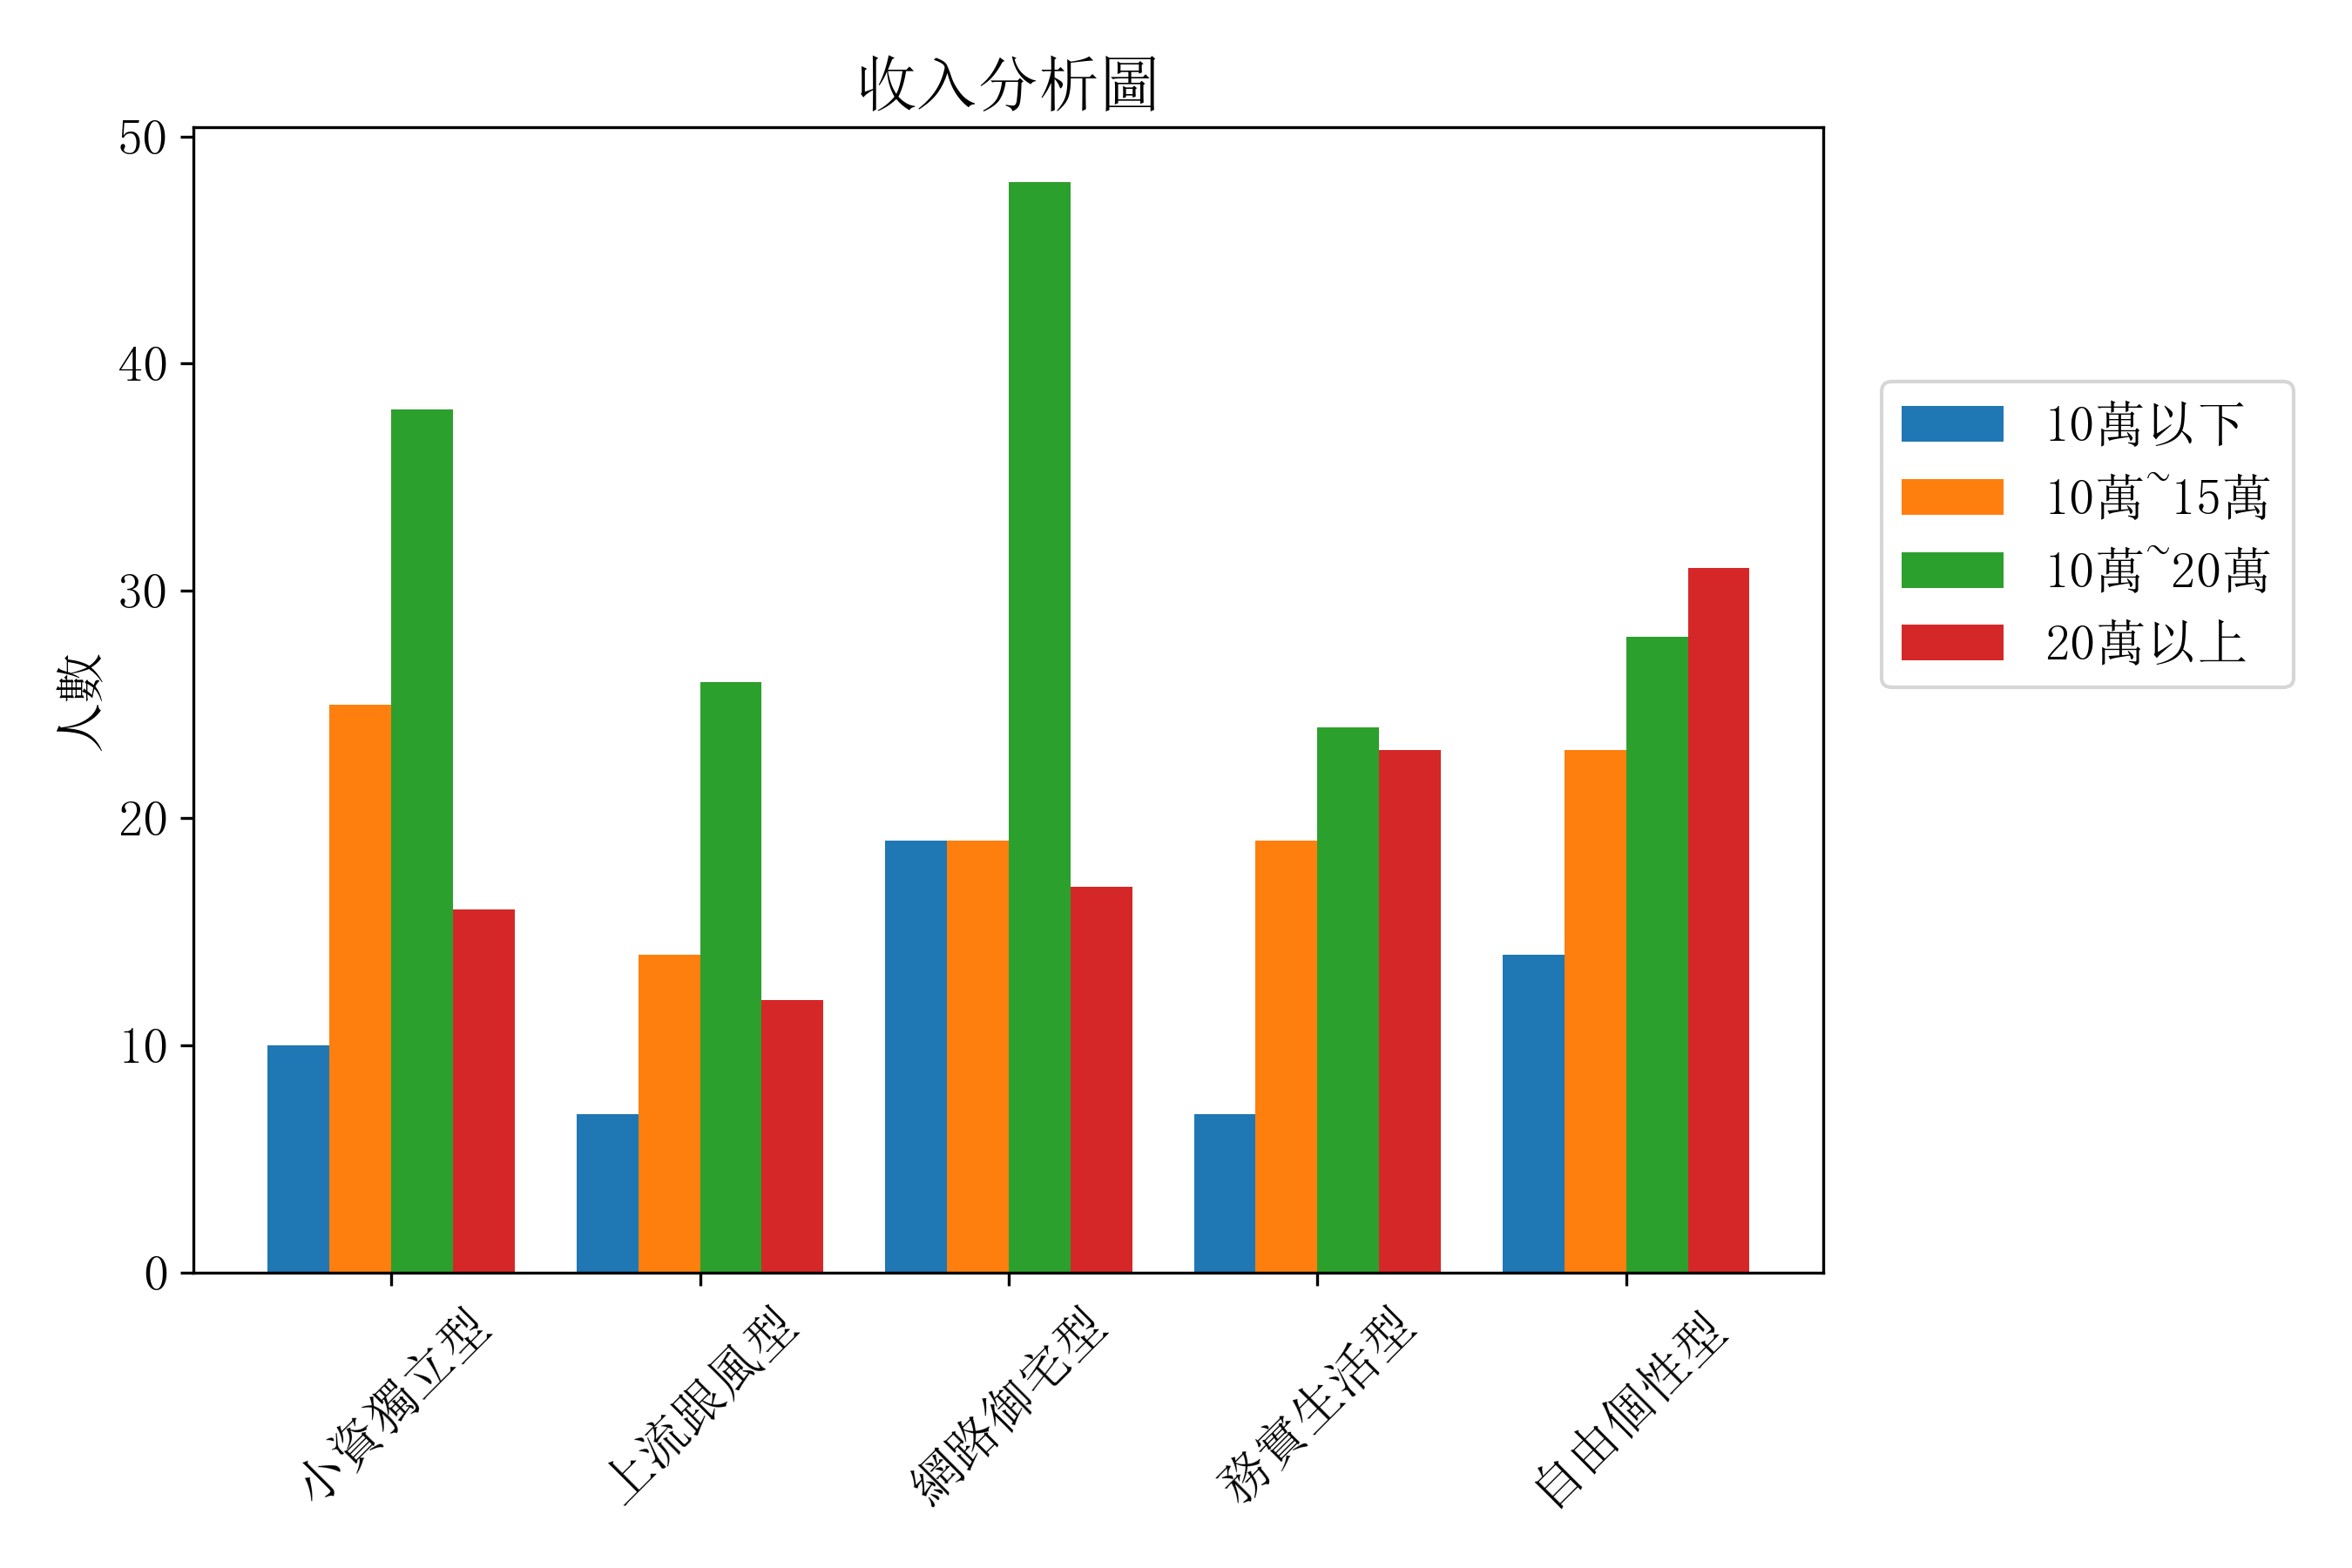 收入分析圖
50
40
30
20
10
0
人數
小資獨立型
上流跟風型
網路御宅型
務實生活型
自由個性型
10萬以下
10萬~15萬
10萬~20萬
20萬以上